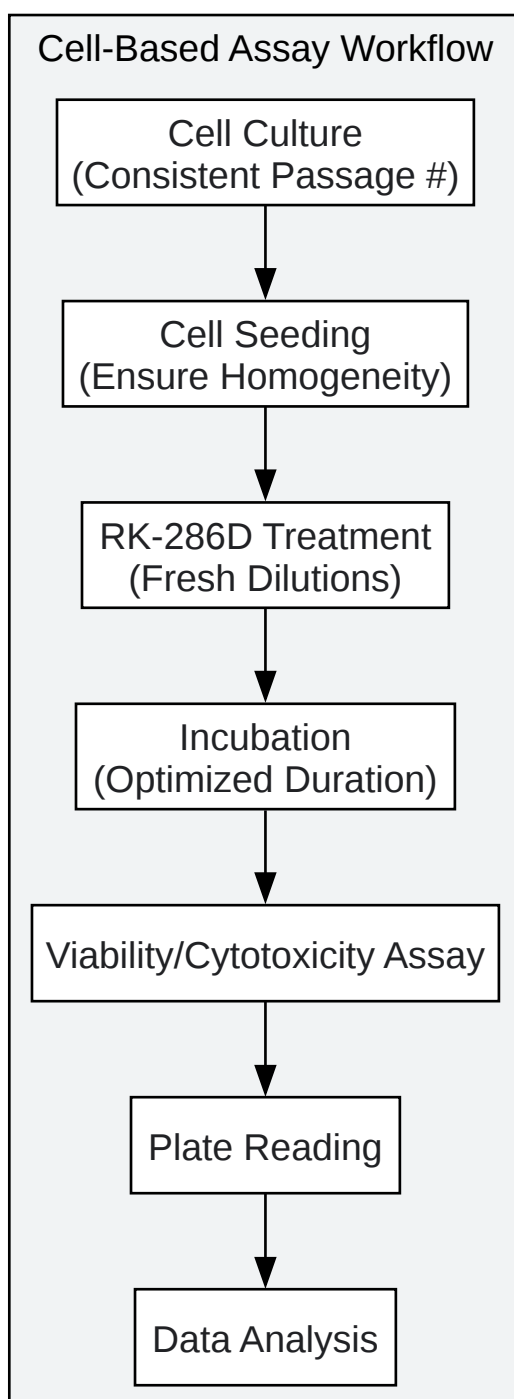 Cell-Based Assay Workflow
Cell Culture
(Consistent Passage #)
Cell Seeding
(Ensure Homogeneity)
RK-286D Treatment
(Fresh Dilutions)
Incubation
(Optimized Duration)
Viability/Cytotoxicity Assay
Plate Reading
Data Analysis